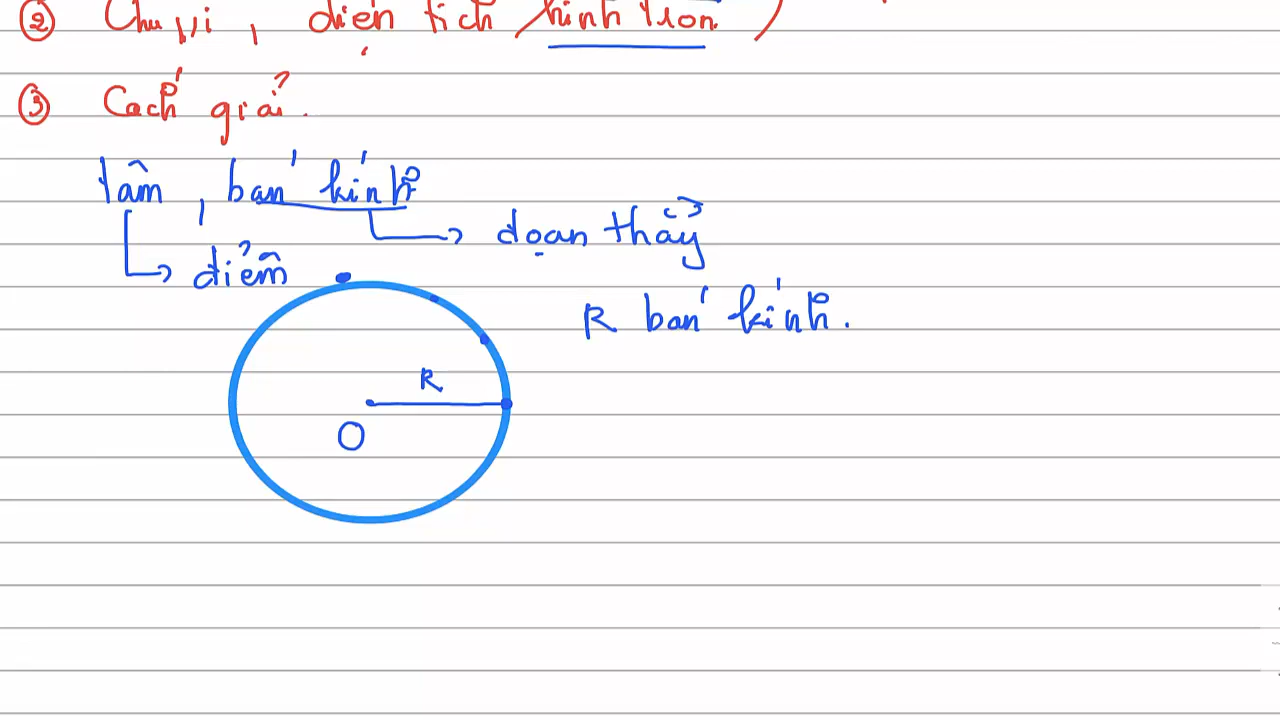 ② Chu vi, diện tích hình tròn)
③ Cách giải.
tâm, bán kính
đoạn thẳng
điểm
R bán kính.
R
O